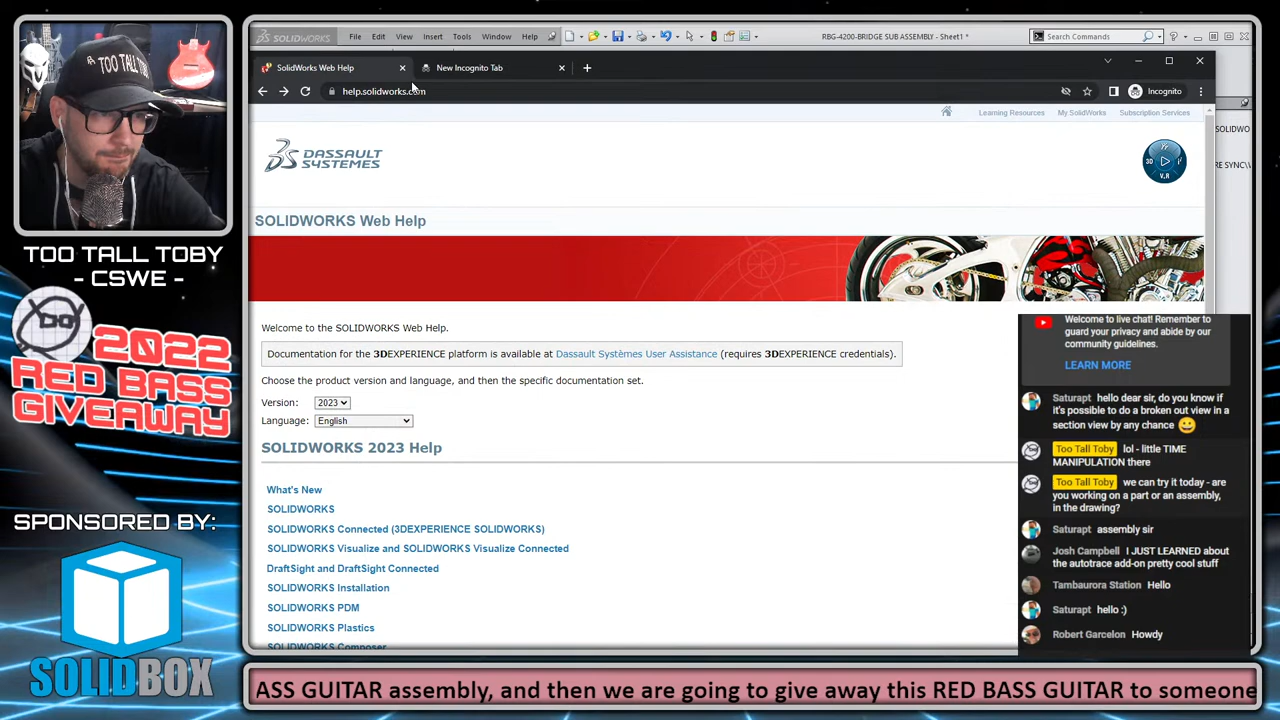 SOLIDWORKS
File Edit View Insert Tools Window Help
RBG-4200-BRIDGE SUB ASSEMBLY - Sheet1 *
Search Commands
SolidWorks Web Help
New Incognito Tab
help.solidworks.com
Incognito
Learning Resources My SolidWorks Subscription Services
DASSAULT
SYSTEMES
3D
V,R
SOLIDWORKS Web Help
SOLIDWO
RE SYNC\
TOO TALL TOBY
TOO TALL TOBY
- CSWE -
2022
RED BASS
GIVEAWAY
SPONSORED BY:
SOLIDBOX
Welcome to the SOLIDWORKS Web Help.
Documentation for the 3DEXPERIENCE platform is available at Dassault Systèmes User Assistance (requires 3DEXPERIENCE credentials).
Choose the product version and language, and then the specific documentation set.
Version: 2023
Language: English
SOLIDWORKS 2023 Help
What's New
SOLIDWORKS
SOLIDWORKS Connected (3DEXPERIENCE SOLIDWORKS)
SOLIDWORKS Visualize and SOLIDWORKS Visualize Connected
DraftSight and DraftSight Connected
SOLIDWORKS Installation
SOLIDWORKS PDM
SOLIDWORKS Plastics
SOLIDWORKS Composer
Welcome to live chat! Remember to
guard your privacy and abide by our
community guidelines.
LEARN MORE
Saturapt hello dear sir, do you know if
it's possible to do a broken out view in a
section view by any chance 😀
Too Tall Toby lol - little TIME
MANIPULATION there
Too Tall Toby we can try it today - are
you working on a part or an assembly,
in the drawing?
Saturapt assembly sir
Josh Campbell I JUST LEARNED about
the autotrace add-on pretty cool stuff
Tambaurora Station Hello
Saturapt hello :)
Robert Garcelon Howdy
ASS GUITAR assembly, and then we are going to give away this RED BASS GUITAR to someone